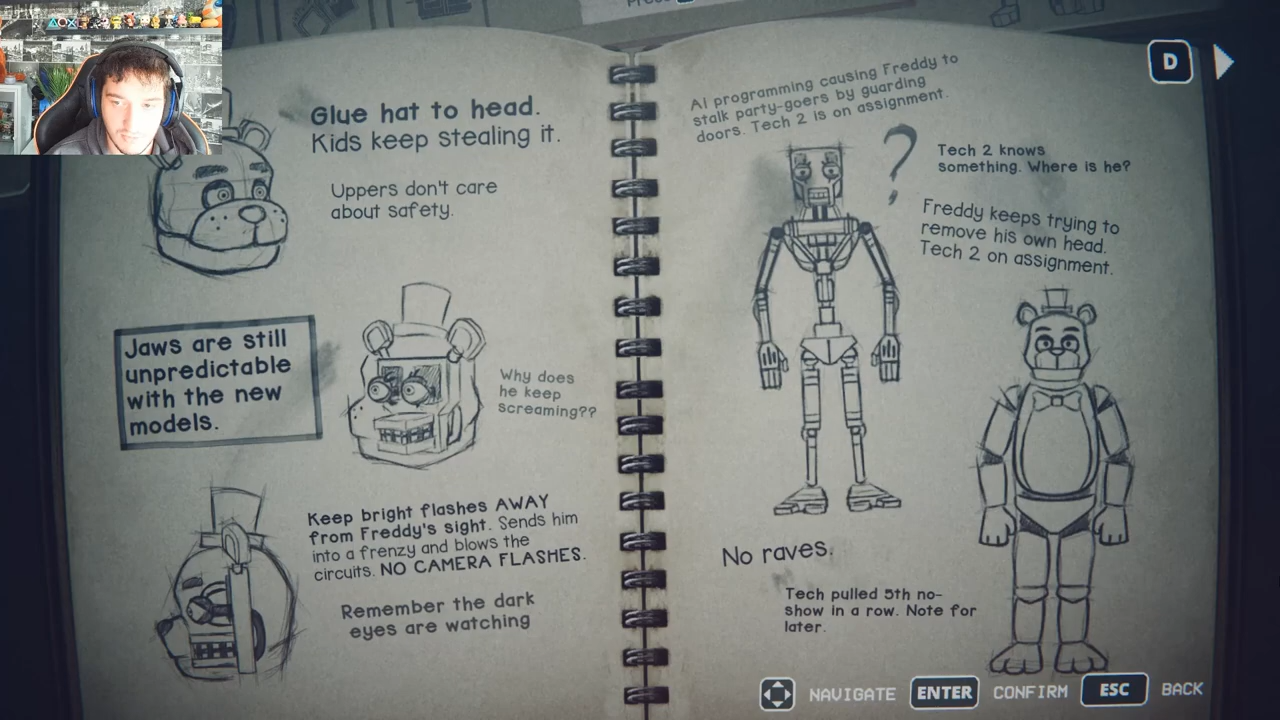 Glue hat to head.
Kids keep stealing it.
Uppers don't care
about safety.
Jaws are still
unpredictable
with the new
models.
Why does
he keep
screaming??
Keep bright flashes AWAY
from Freddy's sight. Sends him
into a frenzy and blows the
circuits. NO CAMERA FLASHES.
Remember the dark
eyes are watching
AI programming causing Freddy to
stalk party-goers by guarding
doors. Tech 2 is on assignment.
?
Tech 2 knows
something. Where is he?
Freddy keeps trying to
remove his own head.
Tech 2 on assignment.
No raves.
Tech pulled 5th no-
show in a row. Note for
later.
D
NAVIGATE ENTER CONFIRM ESC BACK